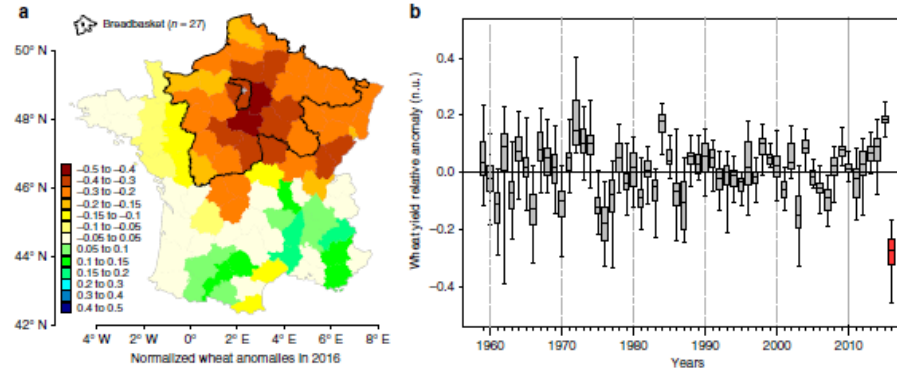 a
Breadbasket (n = 27)
50° N
48° N
46° N
44° N
42° N
−0.5 to −0.4
−0.4 to −0.3
−0.3 to −0.2
−0.2 to −0.15
−0.15 to −0.1
−0.1 to −0.05
−0.05 to 0.05
0.05 to 0.1
0.1 to 0.15
0.15 to 0.2
0.2 to 0.3
0.3 to 0.4
0.4 to 0.5
4° W 0° 2° E 4° E 6° E 8° E
Normalized wheat anomalies in 2016
b
Wheat yield relative anomaly (n.u.)
0.4
0.2
0.0
−0.2
−0.4
1960 1970 1980 1990 2000 2010
Years